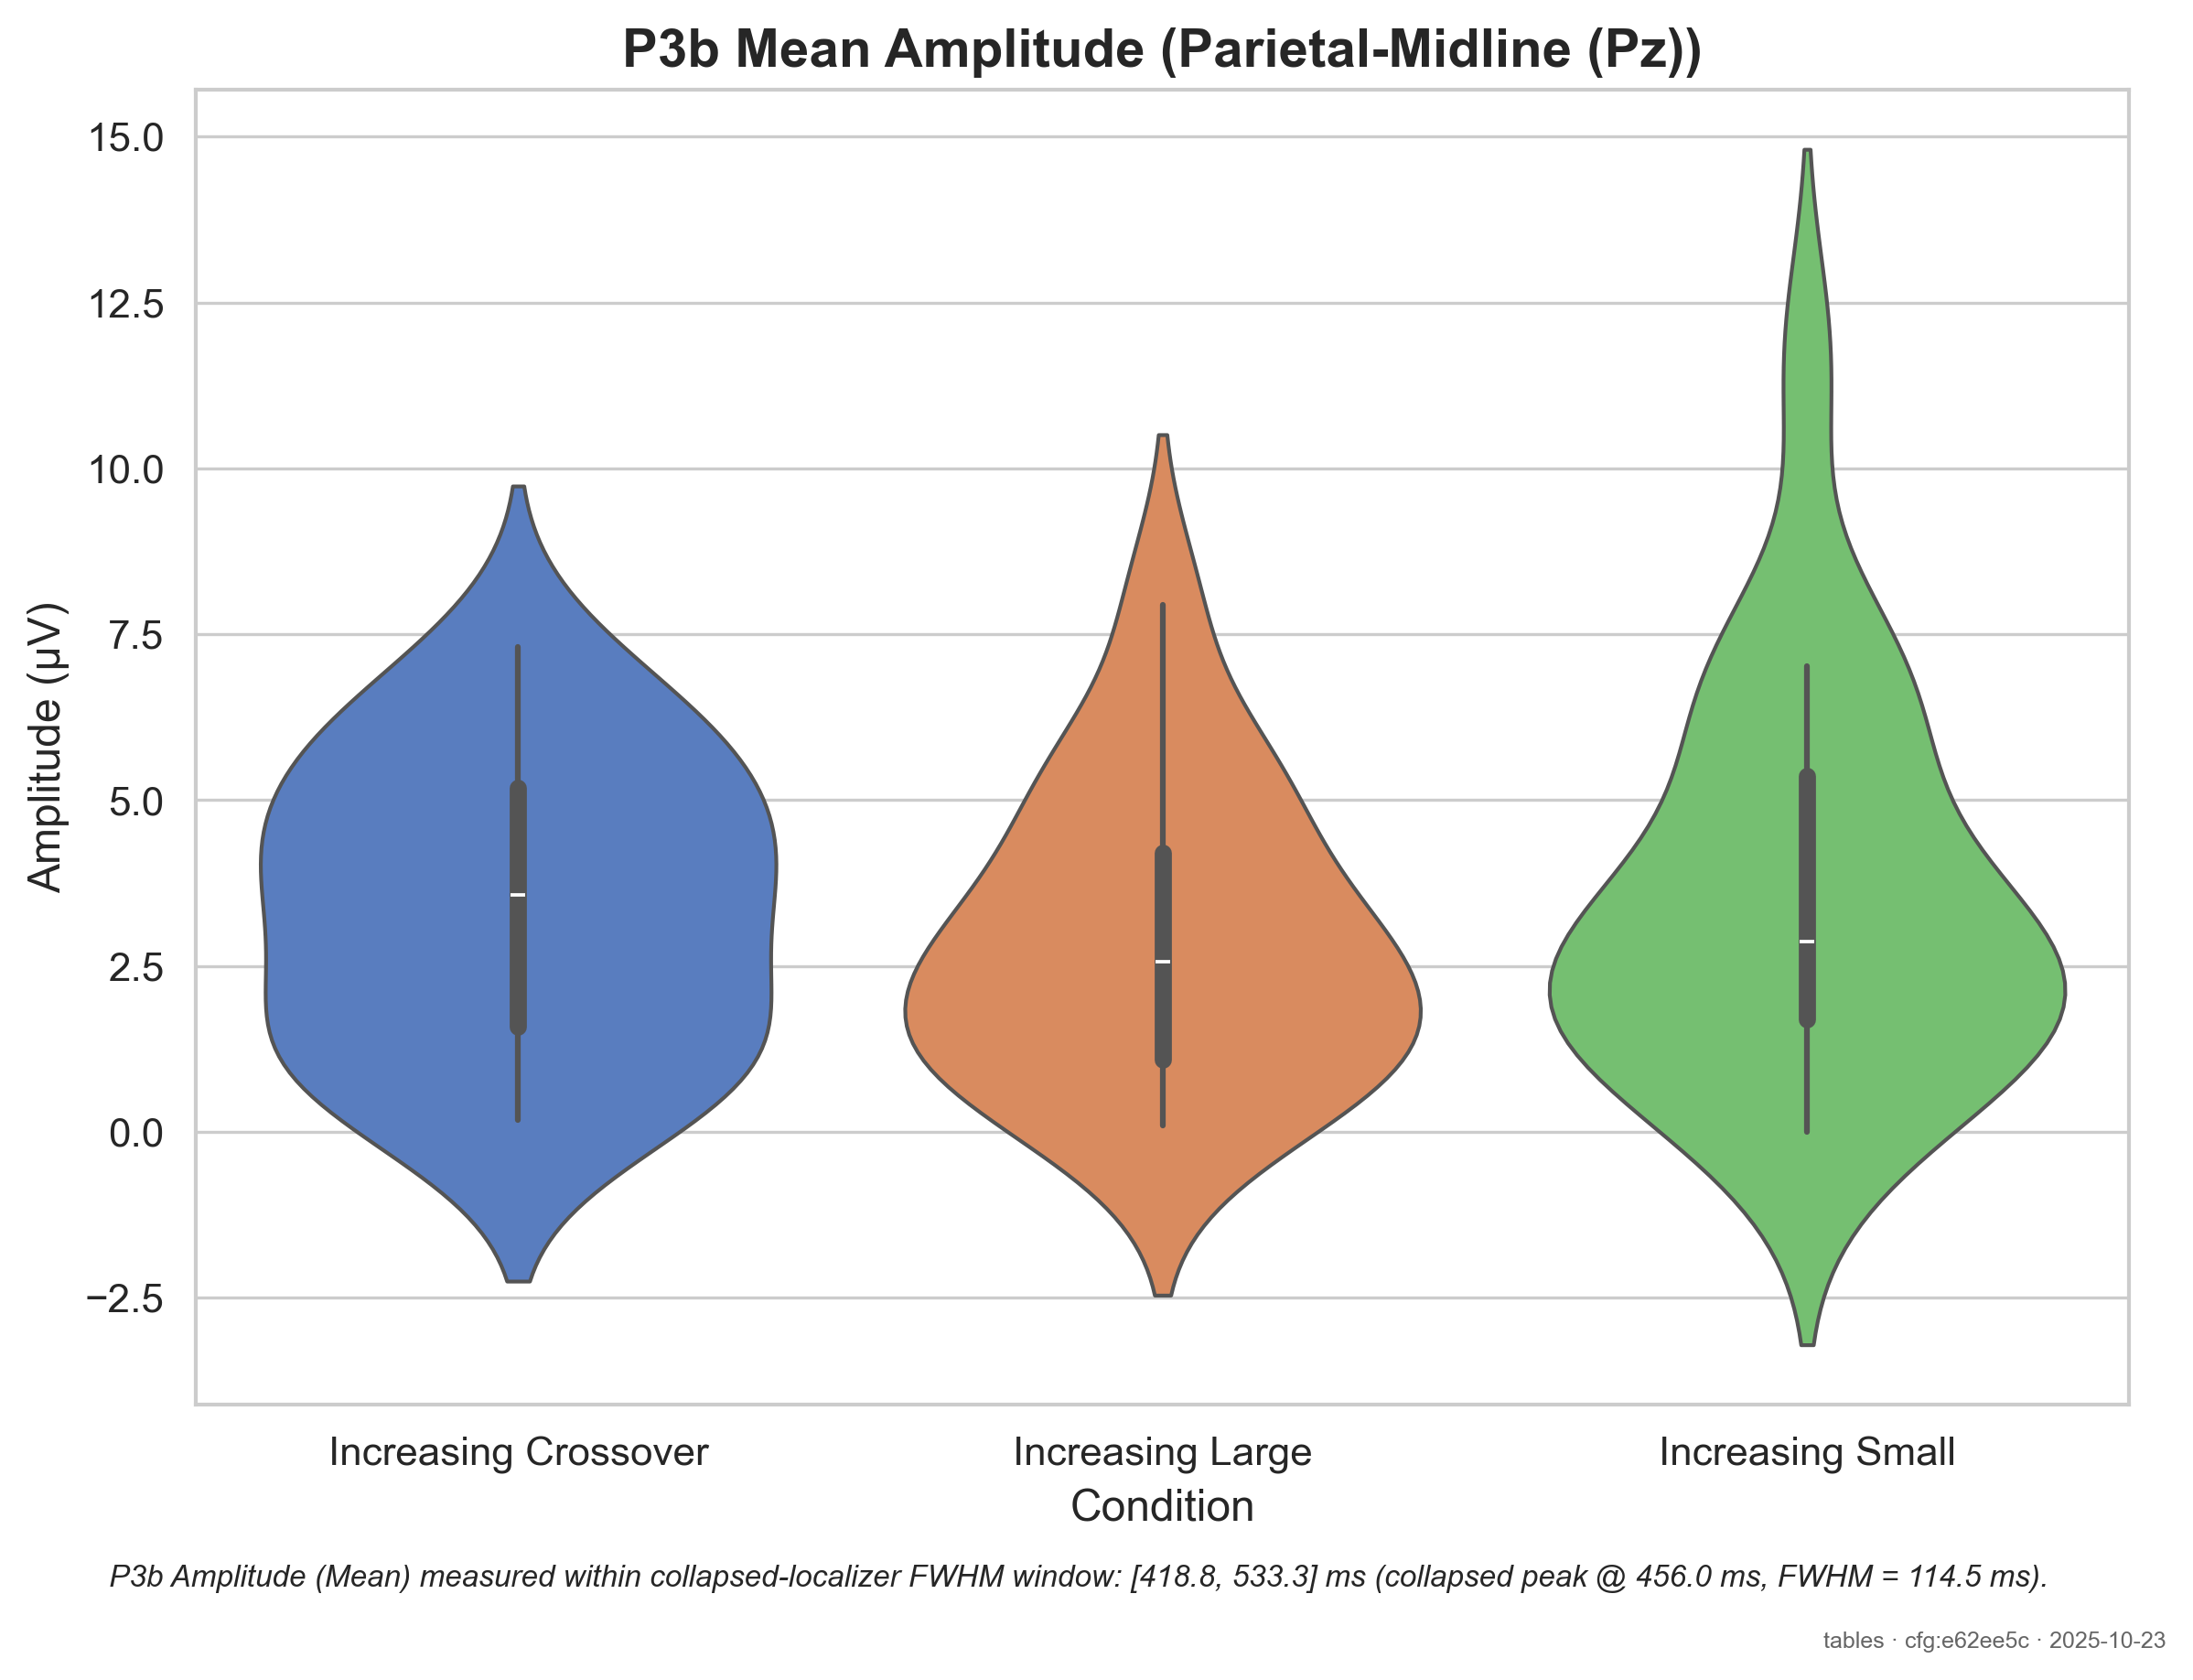 P3b Mean Amplitude (Parietal-Midline (Pz))
Amplitude (µV)
15.0
12.5
10.0
7.5
5.0
2.5
0.0
−2.5
Increasing Crossover
Increasing Large
Increasing Small
Condition
P3b Amplitude (Mean) measured within collapsed-localizer FWHM window: [418.8, 533.3] ms (collapsed peak @ 456.0 ms, FWHM = 114.5 ms).
tables · cfg:e62ee5c · 2025-10-23